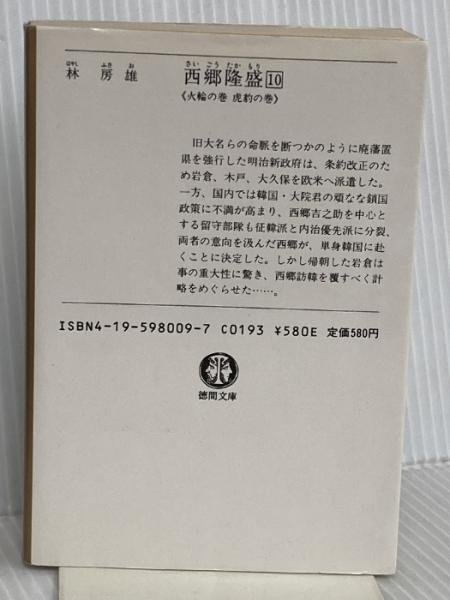 林房雄
はやし ふさ お
西郷隆盛10
さい ごう たか もり
《火輪の巻 虎豹の巻》
旧大名らの命脈を断つかのように廃藩置
県を強行した明治新政府は、条約改正のた
め岩倉、木戸、大久保を欧米へ派遣した。
一方、国内では韓国・大院君の頑なな鎖国
政策に不満が高まり、西郷吉之助を中心と
する留守部隊も征韓派と内治優先派に分裂、
両者の意向を汲んだ西郷が、単身韓国に赴
くことに決定した。しかし帰朝した岩倉は
事の重大性に驚き、西郷訪韓を覆すべく計
略をめぐらせた……。
ISBN4-19-598009-7 C0193 ¥580E 定価580円
徳間文庫